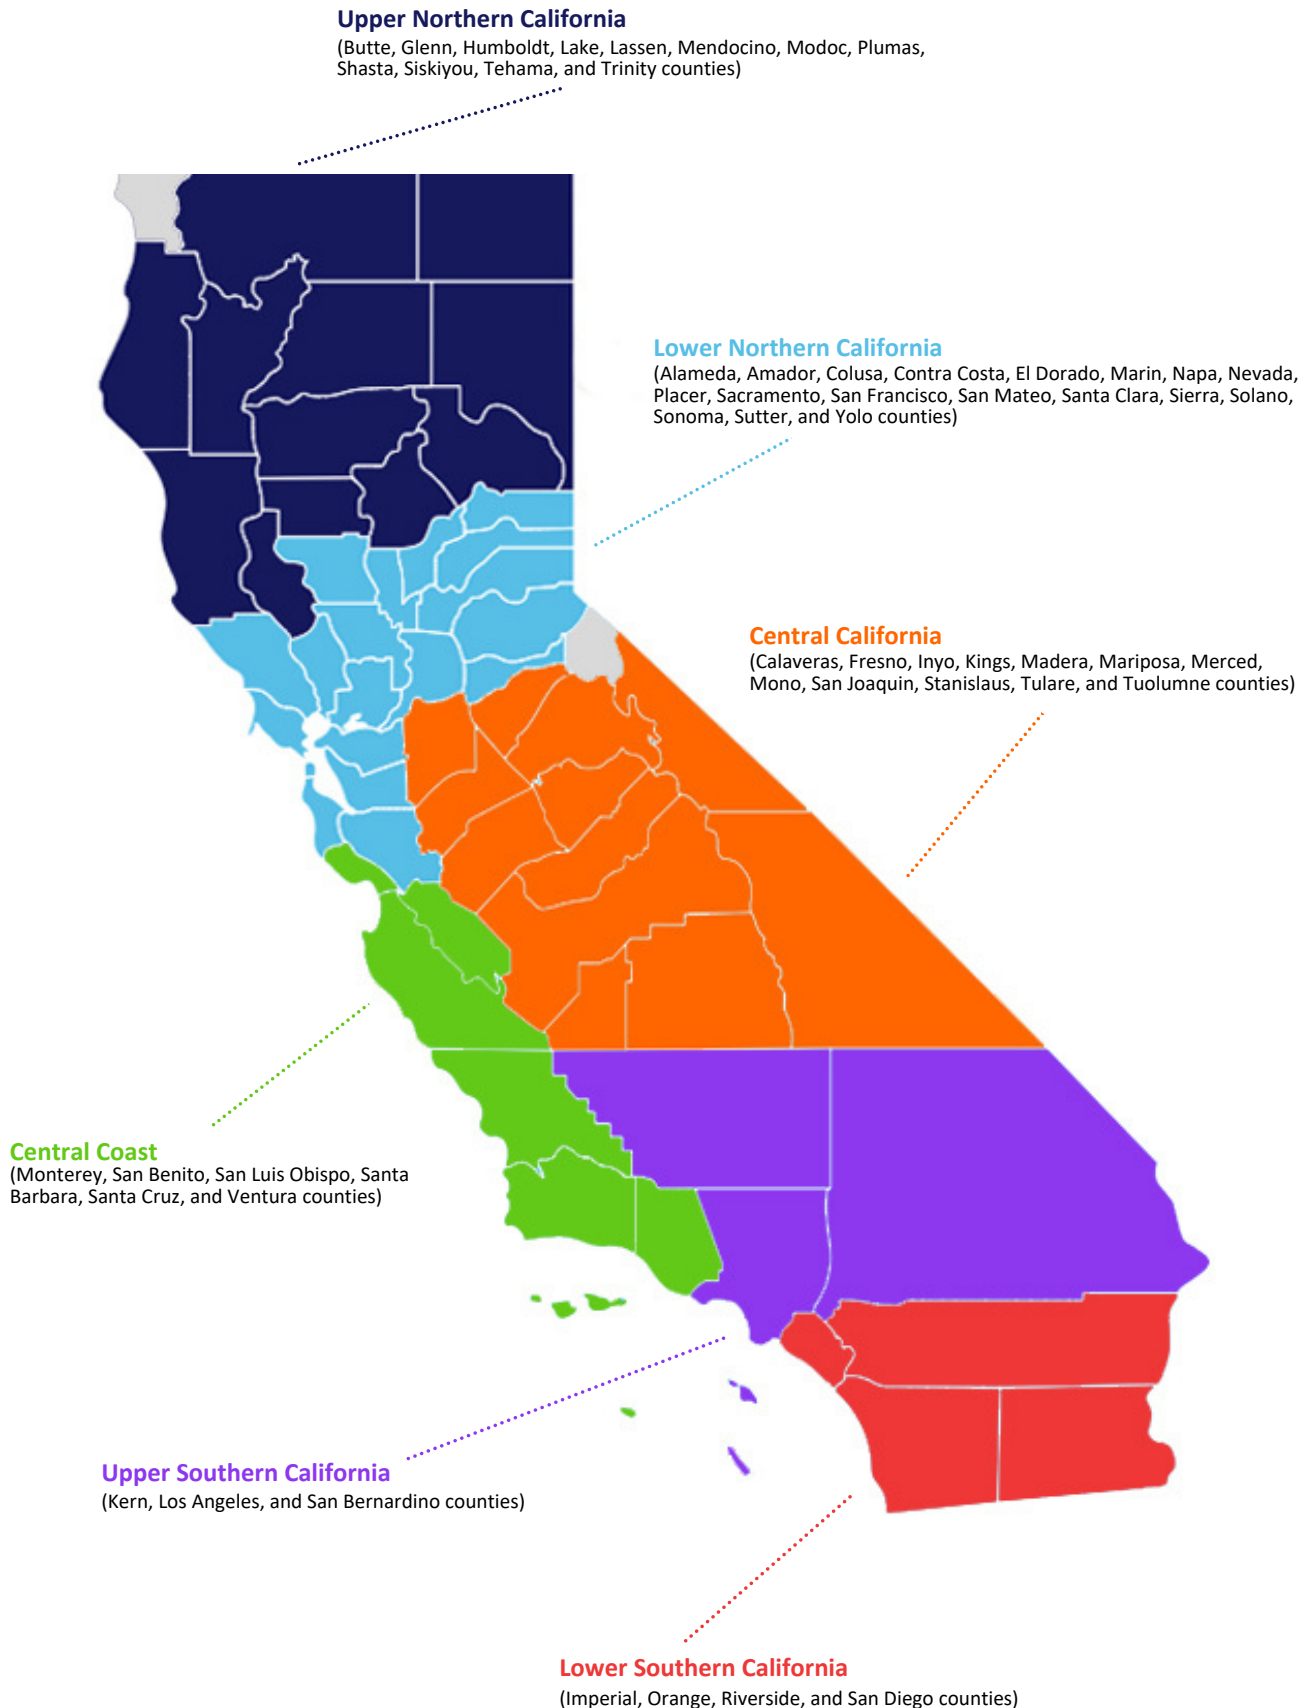 Upper Northern California
(Butte, Glenn, Humboldt, Lake, Lassen, Mendocino, Modoc, Plumas,
Shasta, Siskiyou, Tehama, and Trinity counties)
Lower Northern California
(Alameda, Amador, Colusa, Contra Costa, El Dorado, Marin, Napa, Nevada,
Placer, Sacramento, San Francisco, San Mateo, Santa Clara, Sierra, Solano,
Sonoma, Sutter, and Yolo counties)
Central California
(Calaveras, Fresno, Inyo, Kings, Madera, Mariposa, Merced,
Mono, San Joaquin, Stanislaus, Tulare, and Tuolumne counties)
Central Coast
(Monterey, San Benito, San Luis Obispo, Santa
Barbara, Santa Cruz, and Ventura counties)
Upper Southern California
(Kern, Los Angeles, and San Bernardino counties)
Lower Southern California
(Imperial, Orange, Riverside, and San Diego counties)